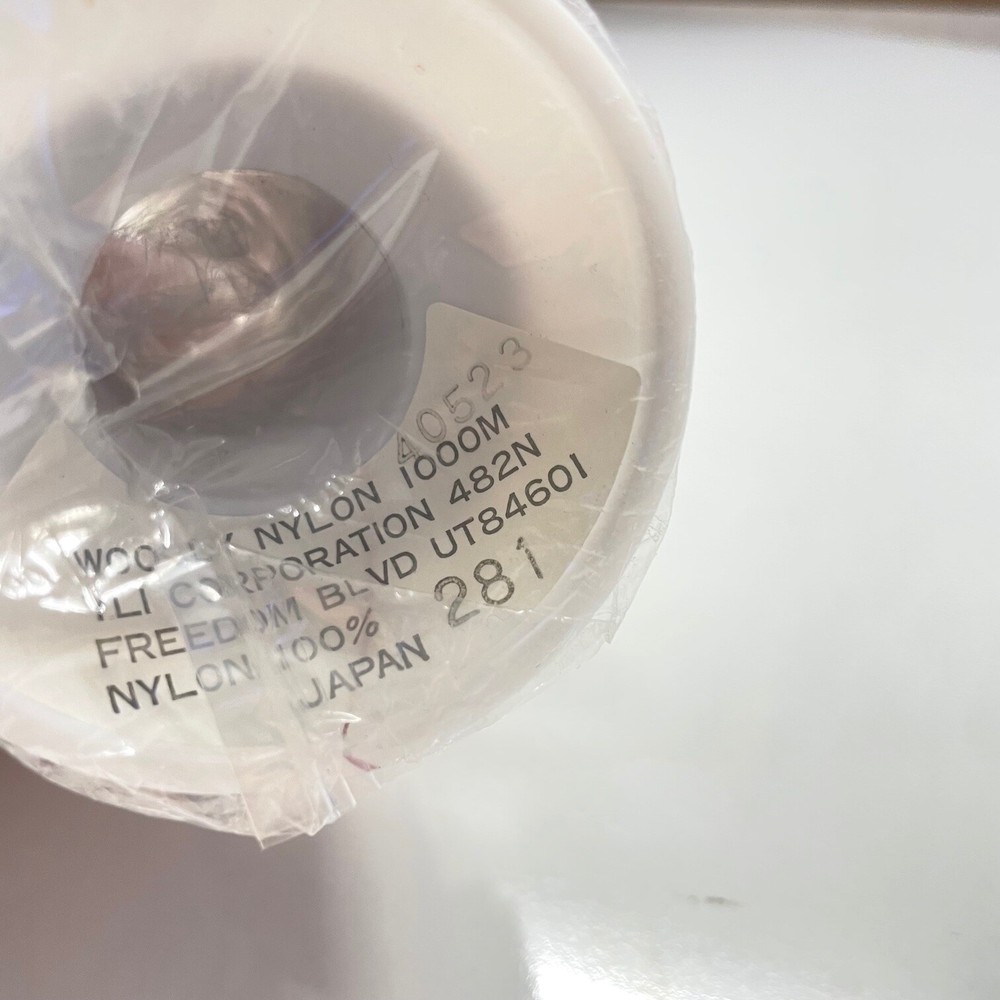 40523
WOOLLY NYLON 1000M
YLI CORPORATION 482N
FREEDOM BLVD UT84601
NYLON 100% 281
JAPAN